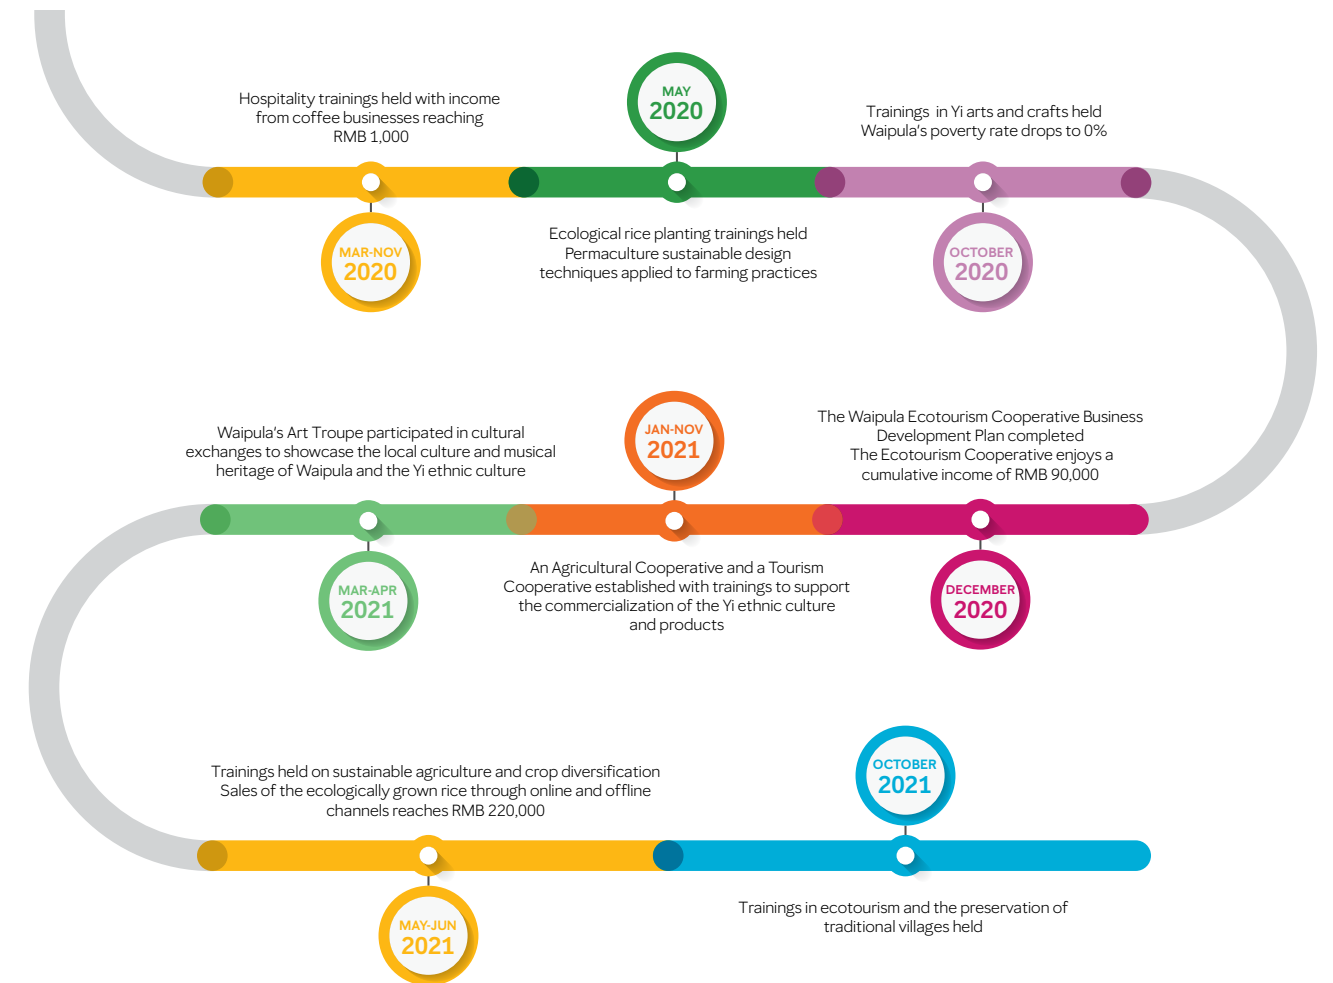 Hospitality trainings held with income
from coffee businesses reaching
RMB 1,000
MAR-NOV
2020
MAY
2020
Ecological rice planting trainings held
Permaculture sustainable design
techniques applied to farming practices
Trainings in Yi arts and crafts held
Waipula's poverty rate drops to 0%
OCTOBER
2020
The Waipula Ecotourism Cooperative Business
Development Plan completed
The Ecotourism Cooperative enjoys a
cumulative income of RMB 90,000
DECEMBER
2020
JAN-NOV
2021
An Agricultural Cooperative and a Tourism
Cooperative established with trainings to support
the commercialization of the Yi ethnic culture
and products
Waipula's Art Troupe participated in cultural
exchanges to showcase the local culture and musical
heritage of Waipula and the Yi ethnic culture
MAR-APR
2021
Trainings held on sustainable agriculture and crop diversification
Sales of the ecologically grown rice through online and offline
channels reaches RMB 220,000
MAY-JUN
2021
OCTOBER
2021
Trainings in ecotourism and the preservation of
traditional villages held